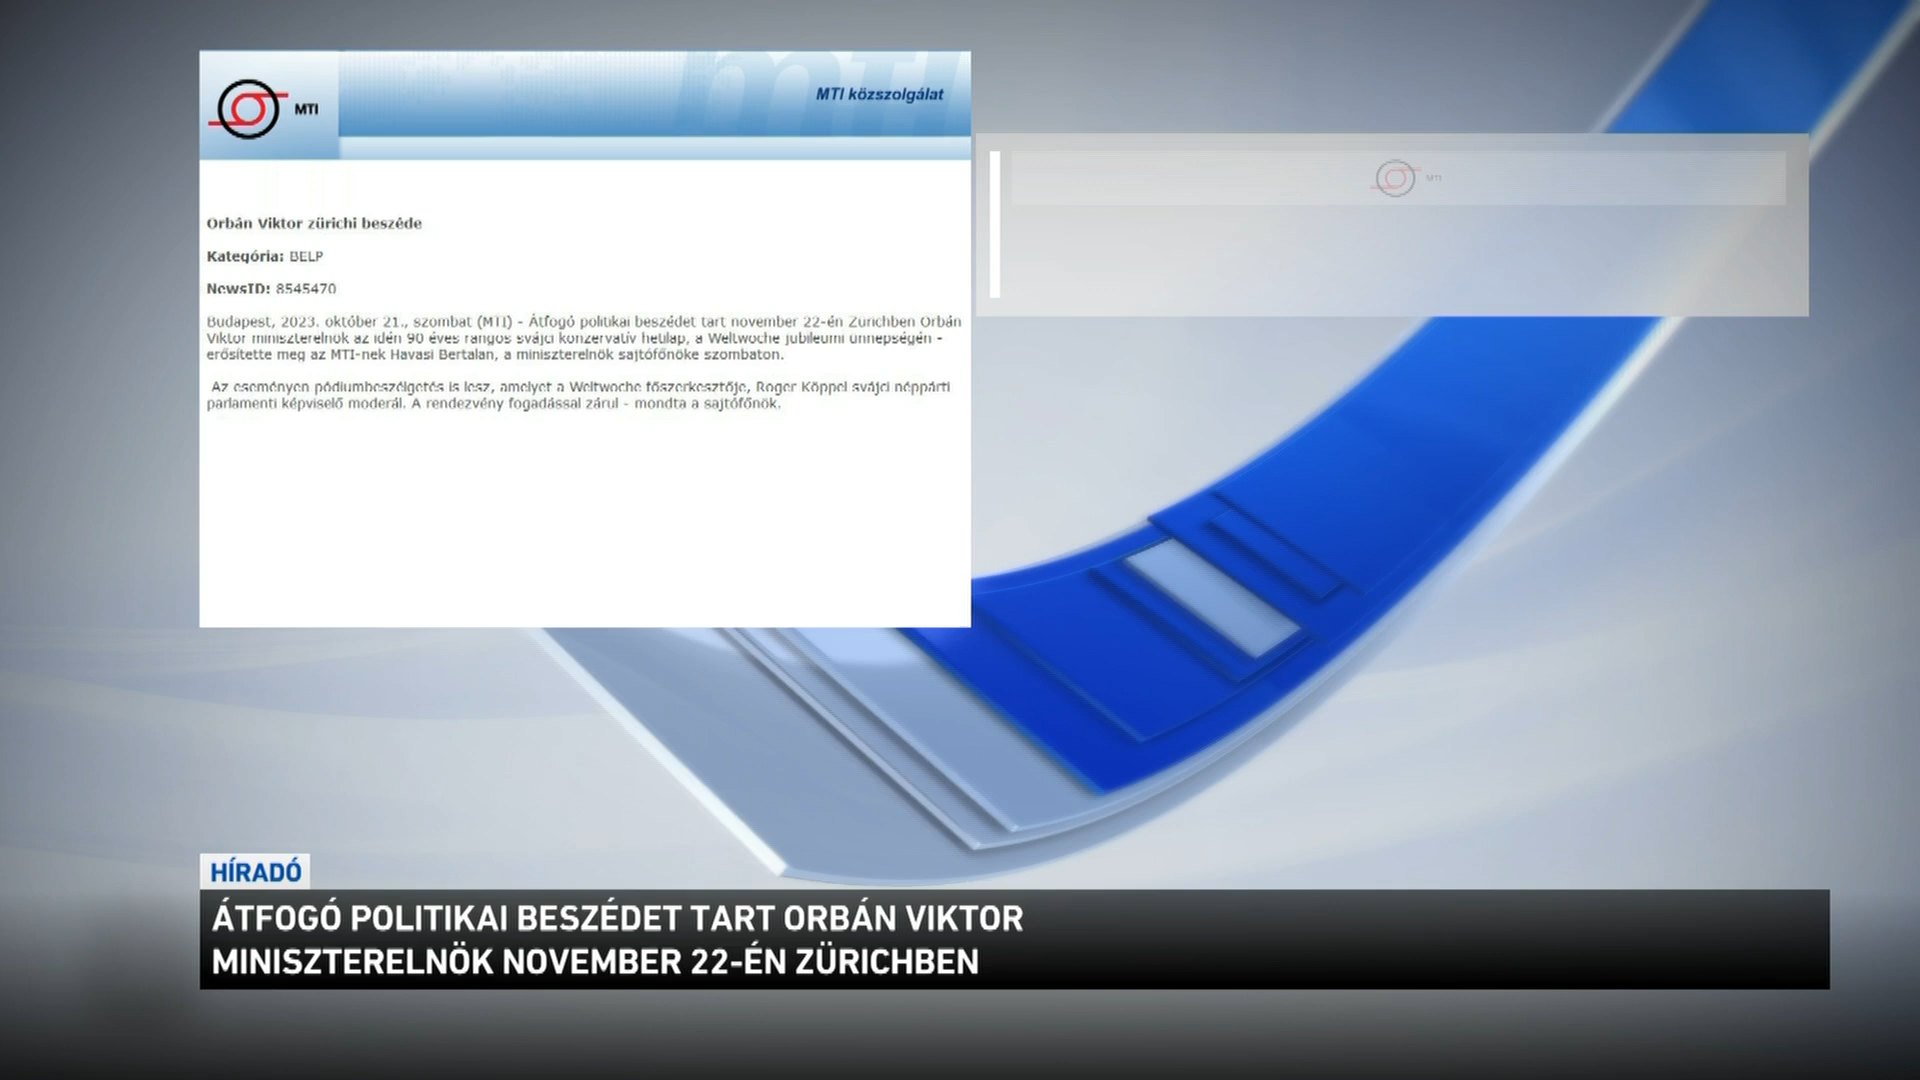 MTI
MTI közszolgálat
MTI
Orbán Viktor zürichi beszéde
Kategória: BELP
NewsID: 8545470
Budapest, 2023. október 21., szombat (MTI) - Átfogó politikai beszédet tart november 22-én Zürichben Orbán
Viktor miniszterelnök az idén 90 éves rangos svájci konzervatív hetilap, a Weltwoche jubileumi ünnepségén -
erősítette meg az MTI-nek Havasi Bertalan, a miniszterelnök sajtófőnöke szombaton.
Az eseményen pódiumbeszélgetés is lesz, amelyet a Weltwoche főszerkesztője, Roger Köppel svájci néppárti
parlamenti képviselő moderál. A rendezvény fogadással zárul - mondta a sajtófőnök.
HÍRADÓ
ÁTFOGÓ POLITIKAI BESZÉDET TART ORBÁN VIKTOR
MINISZTERELNÖK NOVEMBER 22-ÉN ZÜRICHBEN